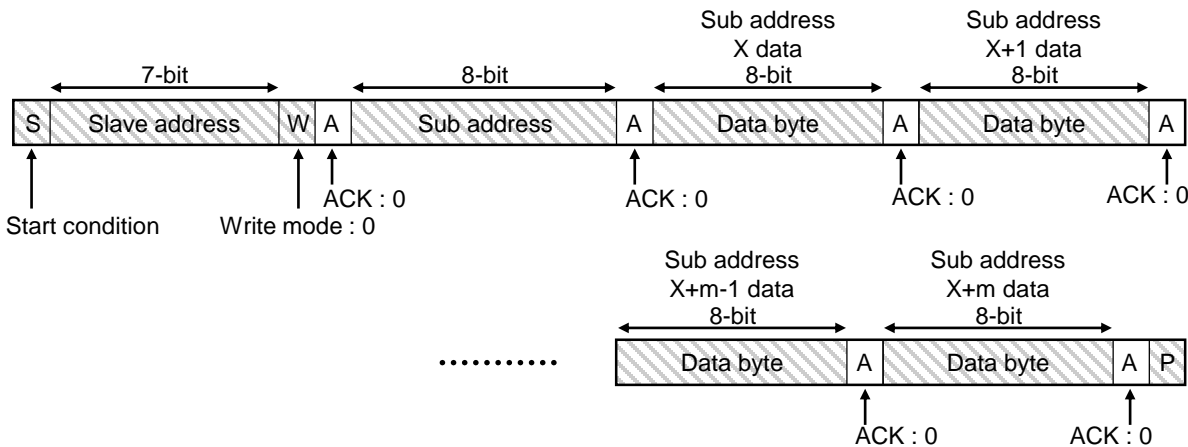 Sub address Sub address
X data X+1 data
7-bit 8-bit 8-bit 8-bit
S Slave address W A Sub address A Data byte A Data byte A
ACK : 0 ACK : 0 ACK : 0 ACK : 0
Start condition Write mode : 0
Sub address Sub address
X+m-1 data X+m data
8-bit 8-bit
Data byte A Data byte A P
ACK : 0 ACK : 0